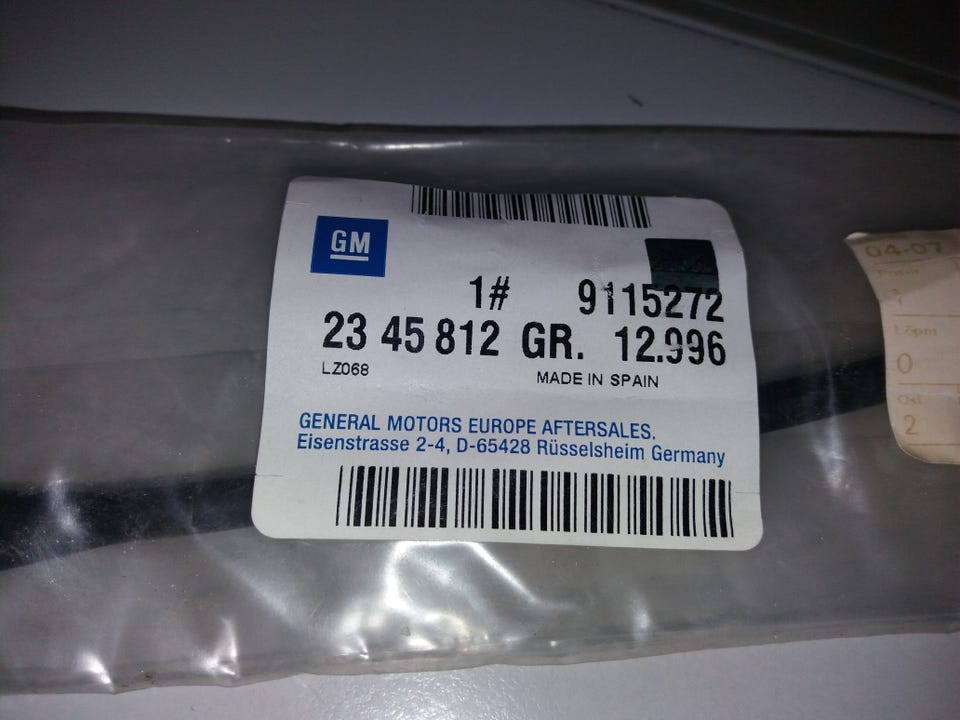 GM
1# 9115272
23 45 812 GR. 12.996
LZ068 MADE IN SPAIN
GENERAL MOTORS EUROPE AFTERSALES.
Eisenstrasse 2-4, D-65428 Rüsselsheim Germany
04-07
Löpnr
0
2